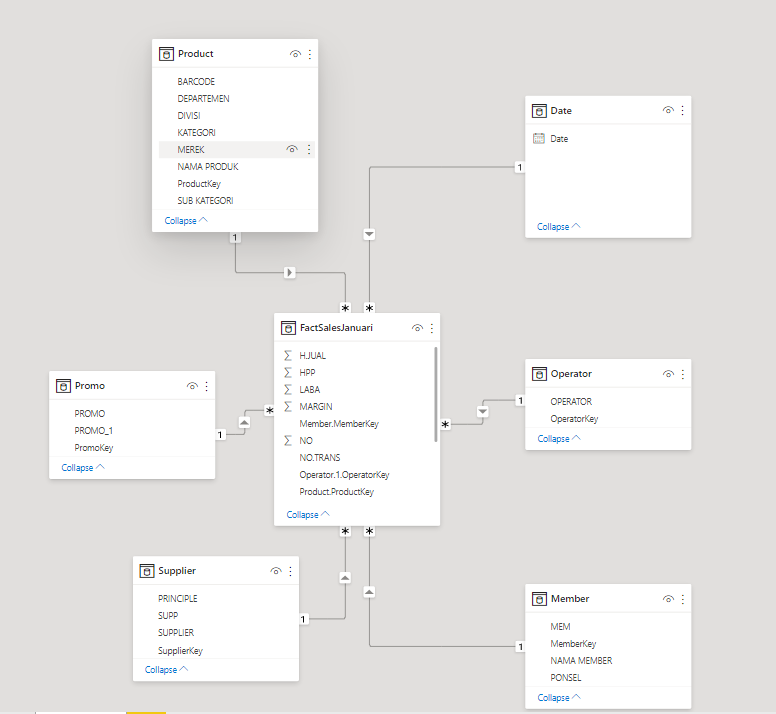 Product
BARCODE
DEPARTEMEN
DIVISI
KATEGORI
MEREK
NAMA PRODUK
ProductKey
SUB KATEGORI
Collapse
1
Date
Date
Collapse
1
*
*
FactSalesJanuari
H.JUAL
HPP
LABA
MARGIN
Member.MemberKey
NO
NO.TRANS
Operator.1.OperatorKey
Product.ProductKey
Collapse
Promo
PROMO
PROMO_1
PromoKey
Collapse
1
*
Operator
OPERATOR
OperatorKey
Collapse
1
*
*
*
Supplier
PRINCIPLE
SUPP
SUPPLIER
SupplierKey
Collapse
1
Member
MEM
MemberKey
NAMA MEMBER
PONSEL
Collapse
1